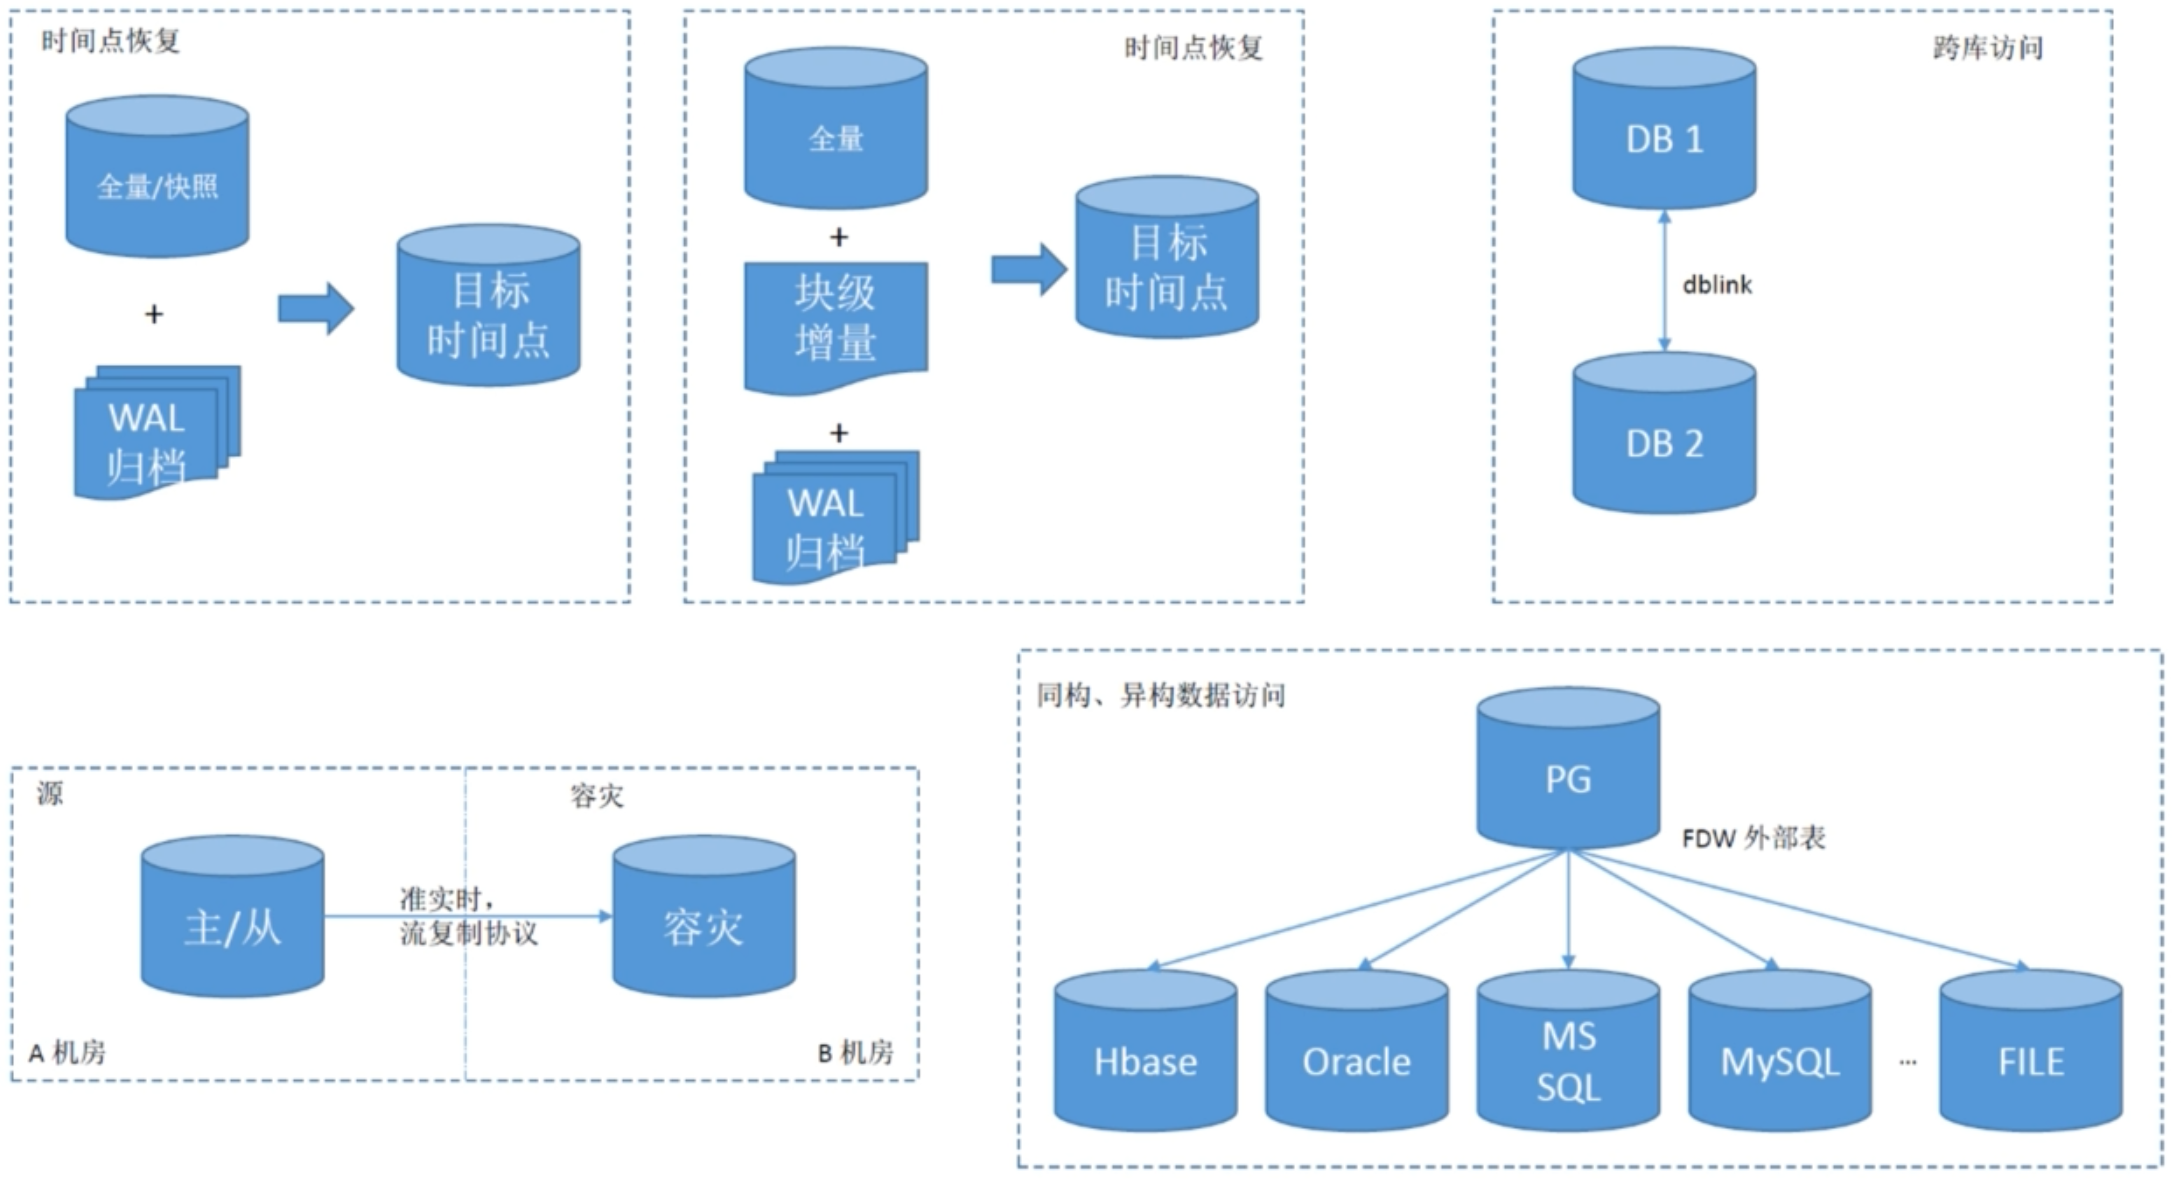 时间点恢复
全量/快照
+
WAL
归档
目标
时间点
时间点恢复
全量
+
块级
增量
+
WAL
归档
目标
时间点
跨库访问
DB 1
dblink
DB 2
源
主/从
A 机房
准实时，
流复制协议
容灾
容灾
B 机房
同构、异构数据访问
PG
FDW 外部表
Hbase
Oracle
MS
SQL
MySQL
...
FILE